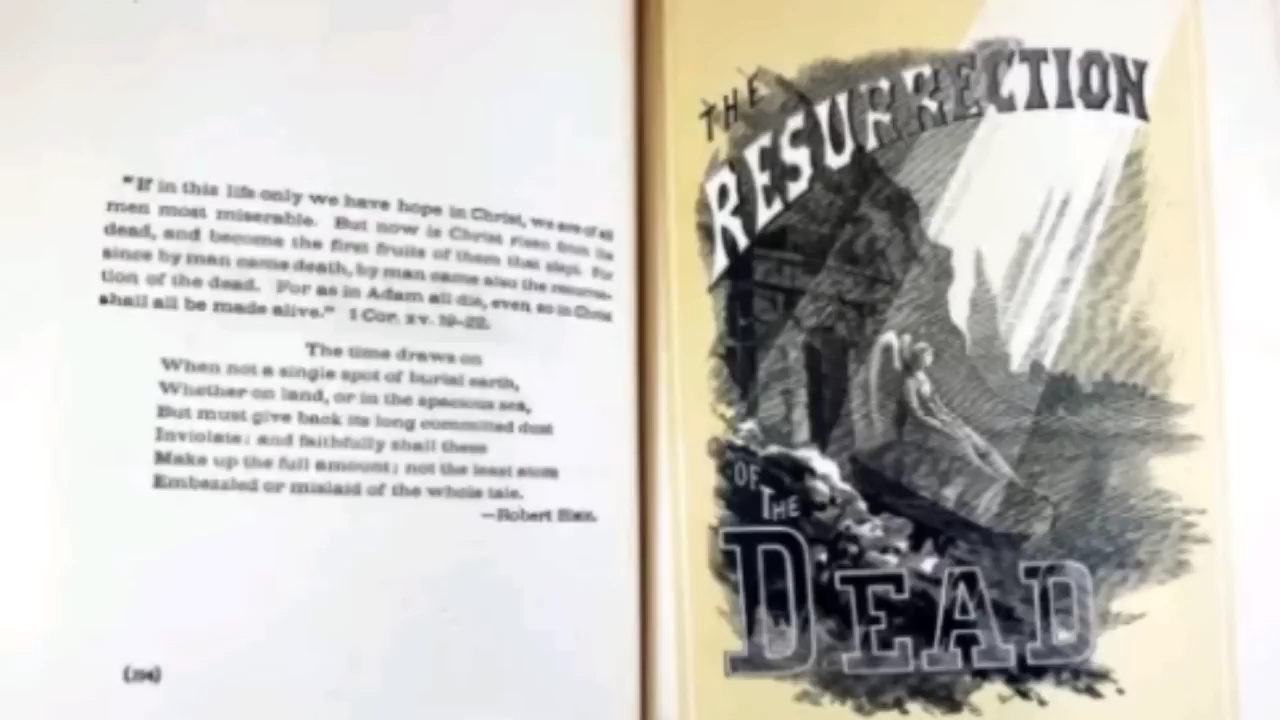 "If in this life only we have hope in Christ, we are of all
men most miserable. But now is Christ risen from the
dead, and become the first fruits of them that slept. For
since by man came death, by man came also the resurrec-
tion of the dead. For as in Adam all die, even so in Christ
shall all be made alive." 1 Cor. xv. 19-22.
The time draws on
When not a single spot of burial earth,
Whether on land, or in the spacious sea,
But must give back its long committed dust
Inviolate; and faithfully shall these
Make up the full amount; not the least atom
Embezzled or mislaid of the whole tale.
—Robert Blair.
THE
RESURRECTION
OF
THE
DEAD